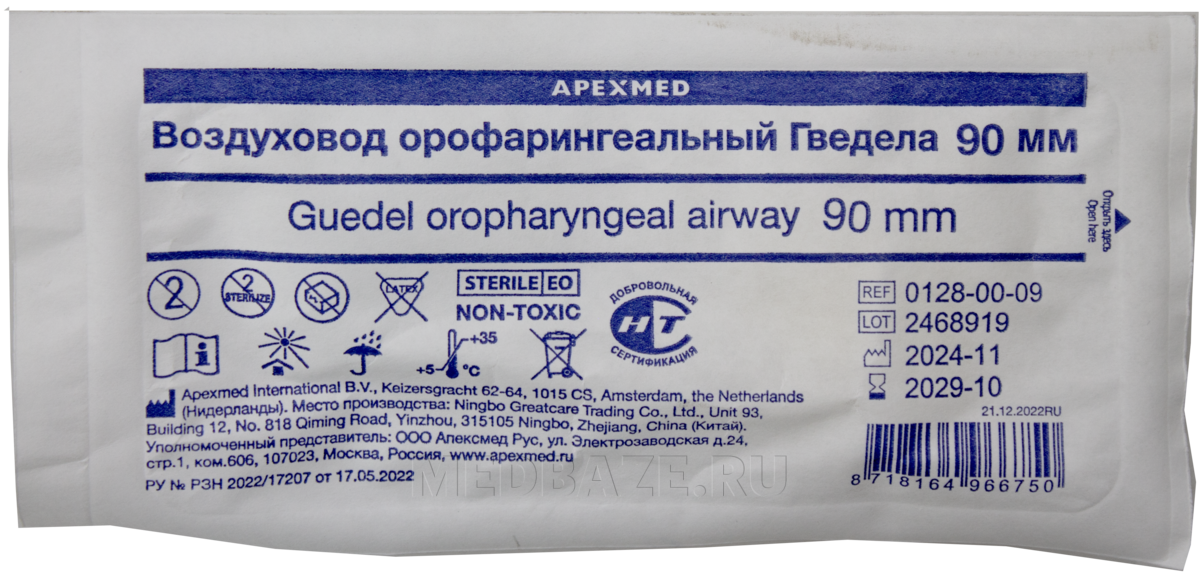 APEXMED
Воздуховод орофарингеальный Гведела 90 мм
Guedel oropharyngeal airway 90 mm
Открыть здесь
Open here
2
2
STERILIZE
LATEX
STERILE EO
NON-TOXIC
ДОБРОВОЛЬНАЯ
НТ
СЕРТИФИКАЦИЯ
i
+35
+5
°C
REF 0128-00-09
LOT 2468919
2024-11
2029-10
21.12.2022RU
Apexmed International B.V., Keizersgracht 62-64, 1015 CS, Amsterdam, the Netherlands
(Нидерланды). Место производства: Ningbo Greatcare Trading Co., Ltd., Unit 93,
Building 12, No. 818 Qiming Road, Yinzhou, 315105 Ningbo, Zhejiang, China (Китай).
Уполномоченный представитель: ООО Апексмед Рус, ул. Электрозаводская д.24,
стр.1, ком.606, 107023, Москва, Россия, www.apexmed.ru
РУ № РЗН 2022/17207 от 17.05.2022
MEDBAZE.RU
8 718164 966750